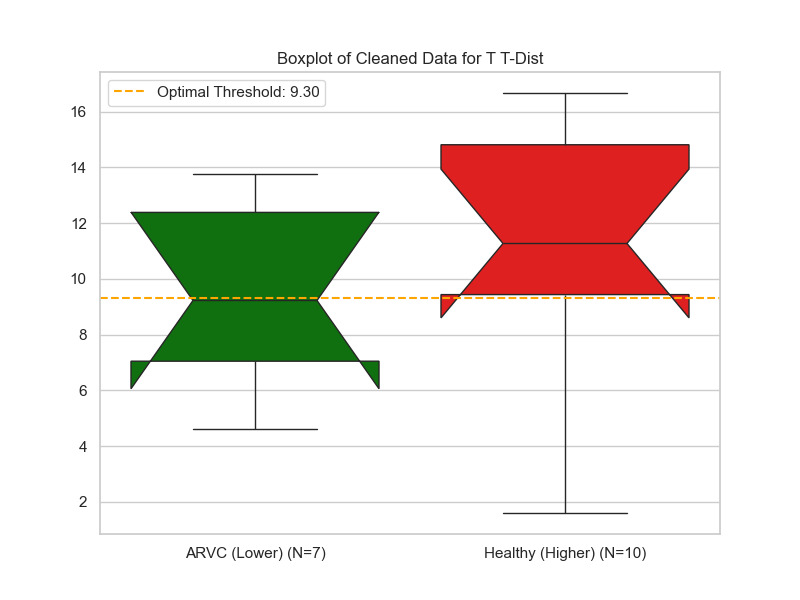 Boxplot of Cleaned Data for T T-Dist
Optimal Threshold: 9.30
16
14
12
10
8
6
4
2
ARVC (Lower) (N=7)
Healthy (Higher) (N=10)